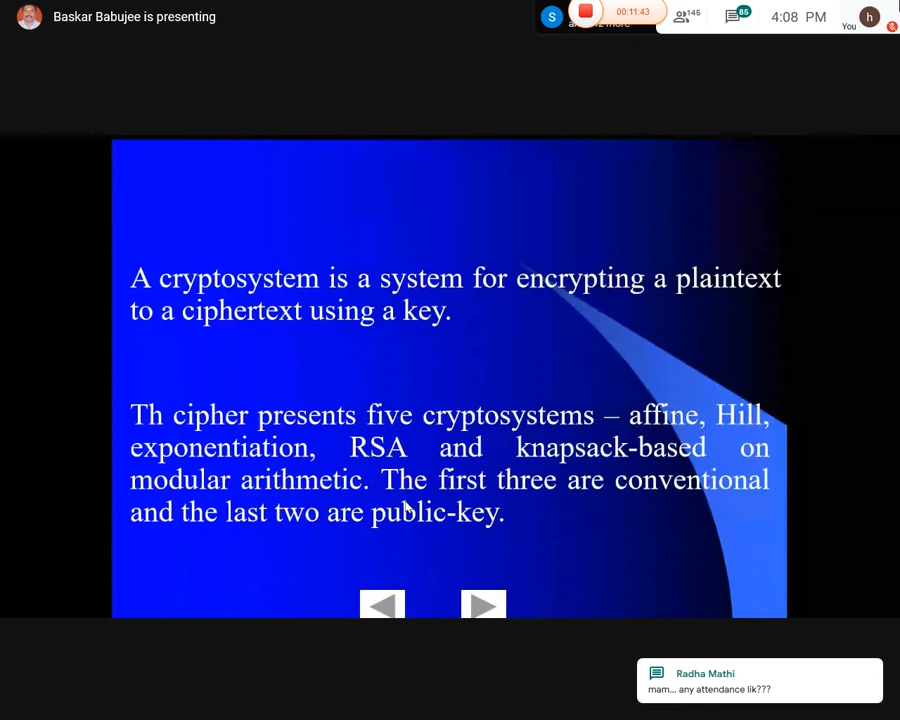 Baskar Babujee is presenting
S
00:11:43
145
85
4:08 PM
You
h
A cryptosystem is a system for encrypting a plaintext
to a ciphertext using a key.
Th cipher presents five cryptosystems – affine, Hill,
exponentiation, RSA and knapsack-based on
modular arithmetic. The first three are conventional
and the last two are public-key.
Radha Mathi
mam... any attendance lik???